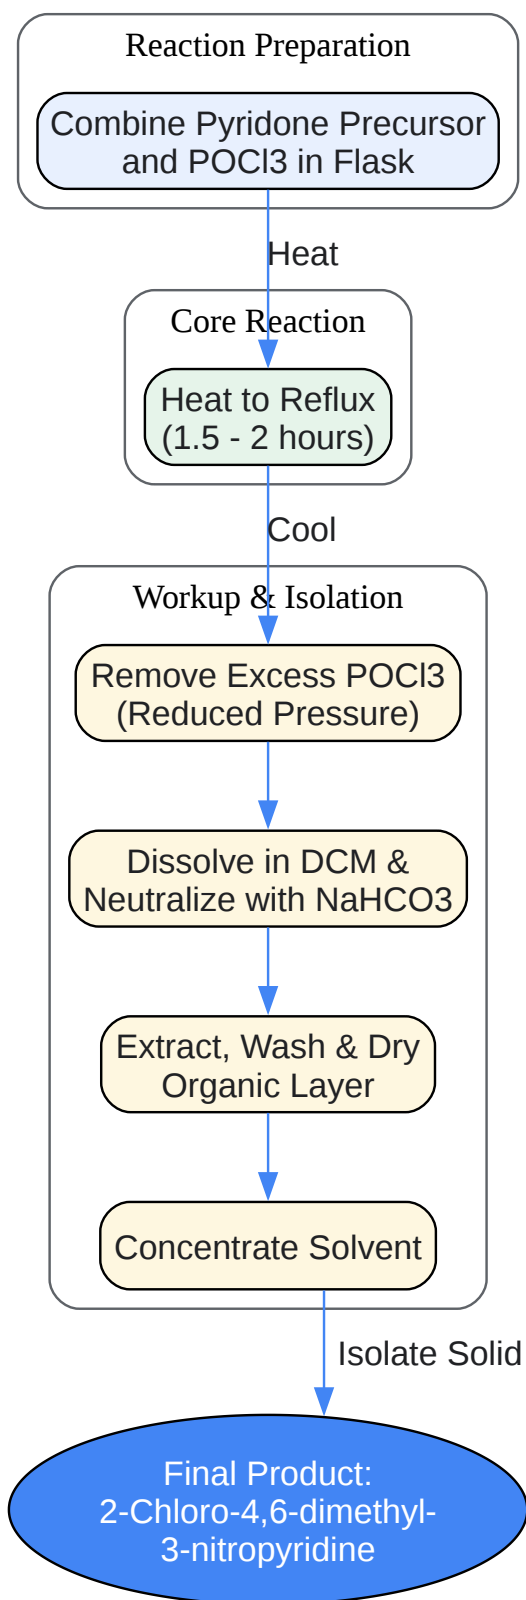 Reaction Preparation
Combine Pyridone Precursor
and POCl3 in Flask
Heat
Core Reaction
Heat to Reflux
(1.5 - 2 hours)
Cool
Workup & Isolation
Remove Excess POCl3
(Reduced Pressure)
Dissolve in DCM &
Neutralize with NaHCO3
Extract, Wash & Dry
Organic Layer
Concentrate Solvent
Isolate Solid
Final Product:
2-Chloro-4,6-dimethyl-
3-nitropyridine